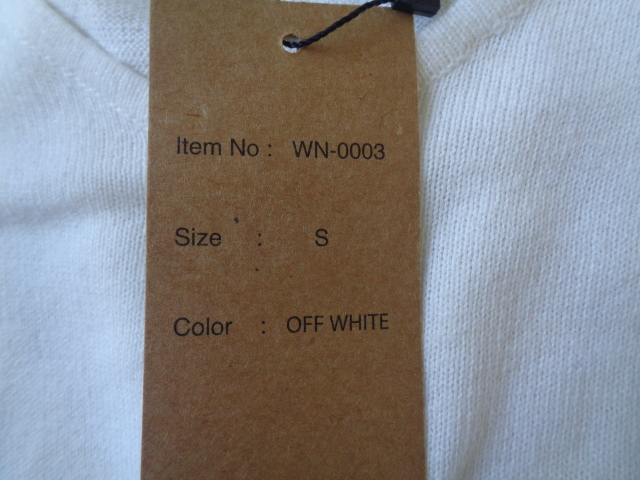 Item No : WN-0003
Size : S
Color : OFF WHITE